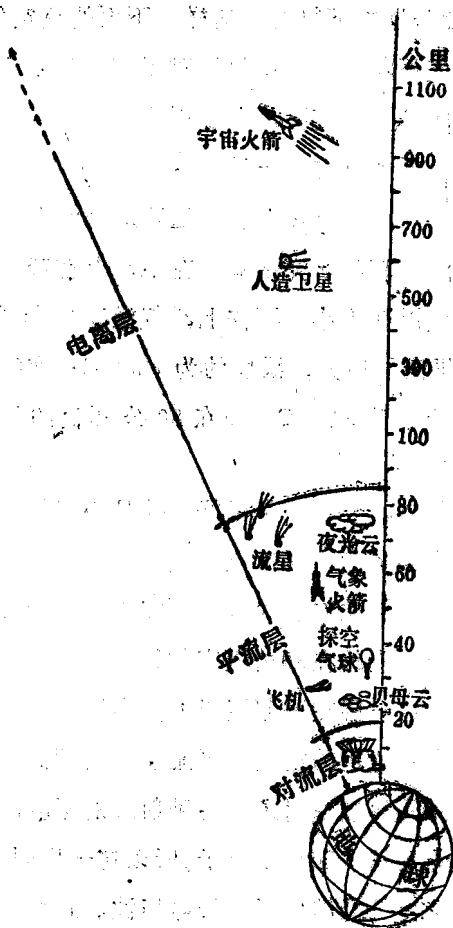 公里
1100
宇宙火箭
900
700
人造卫星
500
电离层
300
100
80
夜光云
流星
气象
火箭
60
探空
气球
40
平流层
飞机
贝母云
20
对流层
地球